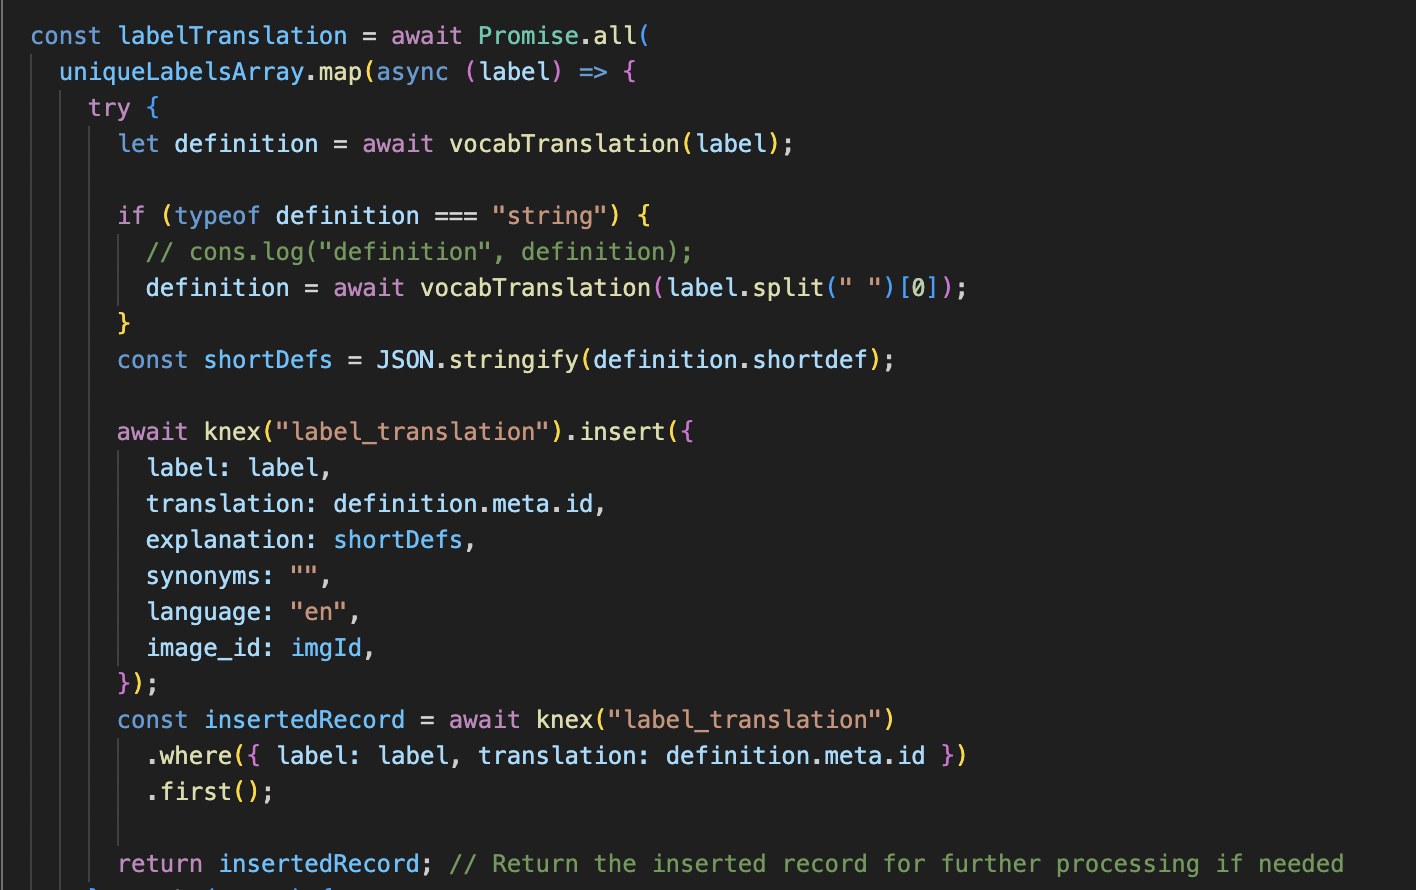 const labelTranslation = await Promise.all(
uniqueLabelsArray.map(async (label) => {
try {
let definition = await vocabTranslation(label);
if (typeof definition === "string") {
// cons.log("definition", definition);
definition = await vocabTranslation(label.split(" ")[0]);
}
const shortDefs = JSON.stringify(definition.shortdef);
await knex("label_translation").insert({
label: label,
translation: definition.meta.id,
explanation: shortDefs,
synonyms: "",
language: "en",
image_id: imgId,
});
const insertedRecord = await knex("label_translation")
.where({ label: label, translation: definition.meta.id })
.first();
return insertedRecord; // Return the inserted record for further processing if needed